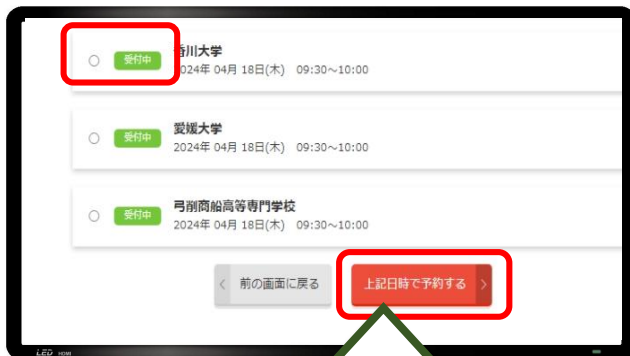 受付中
香川大学
2024年 04月 18日(木) 09:30～10:00
受付中
愛媛大学
2024年 04月 18日(木) 09:30～10:00
受付中
弓削商船高等専門学校
2024年 04月 18日(木) 09:30～10:00
< 前の画面に戻る
上記日時で予約する >
LED HDMI